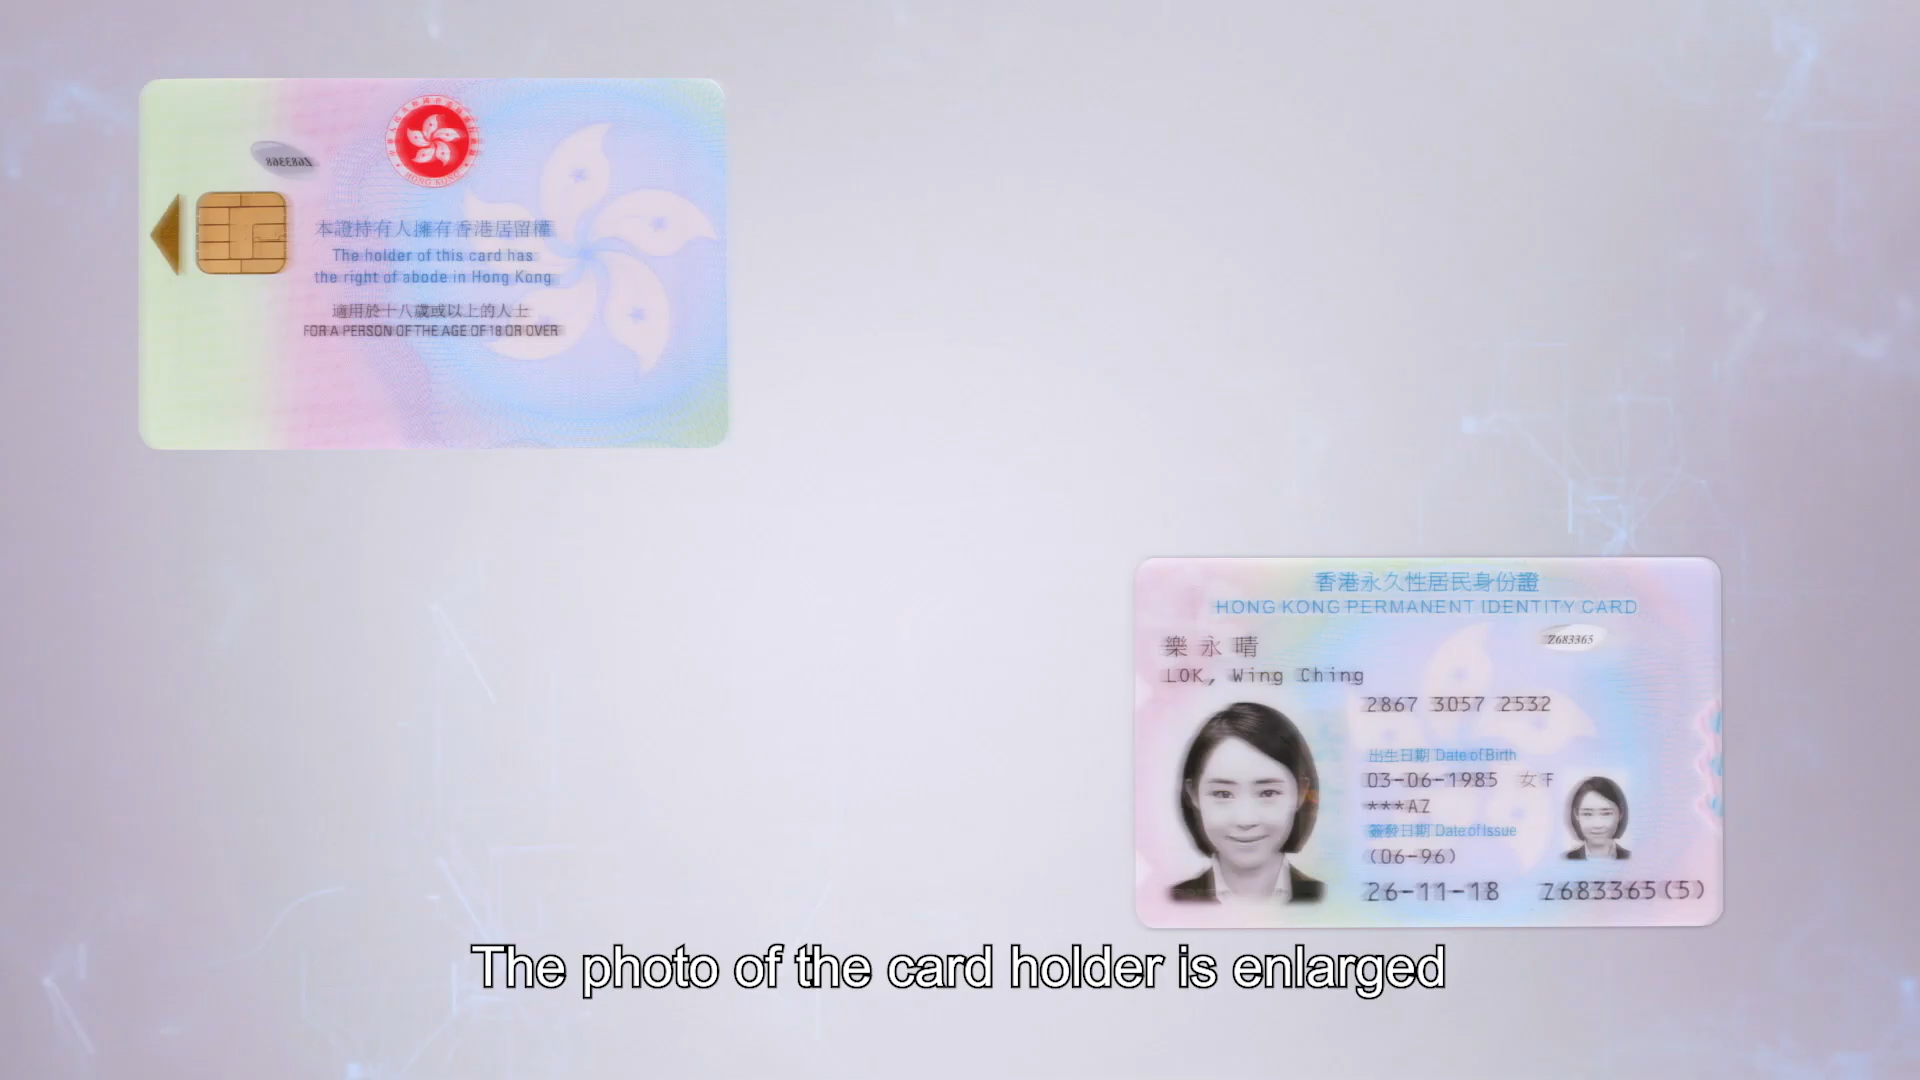 HONG KONG
本證持有人擁有香港居留權
The holder of this card has
the right of abode in Hong Kong
適用於十八歲或以上的人士
FOR A PERSON OF THE AGE OF 18 OR OVER
香港永久性居民身份證
HONG KONG PERMANENT IDENTITY CARD
Z683365
樂永晴
LOK, Wing Ching
2867 3057 2532
出生日期 Date of Birth
03-06-1985 女 F
***AZ
簽發日期 Date of Issue
(06-96)
26-11-18 Z683365(5)
The photo of the card holder is enlarged